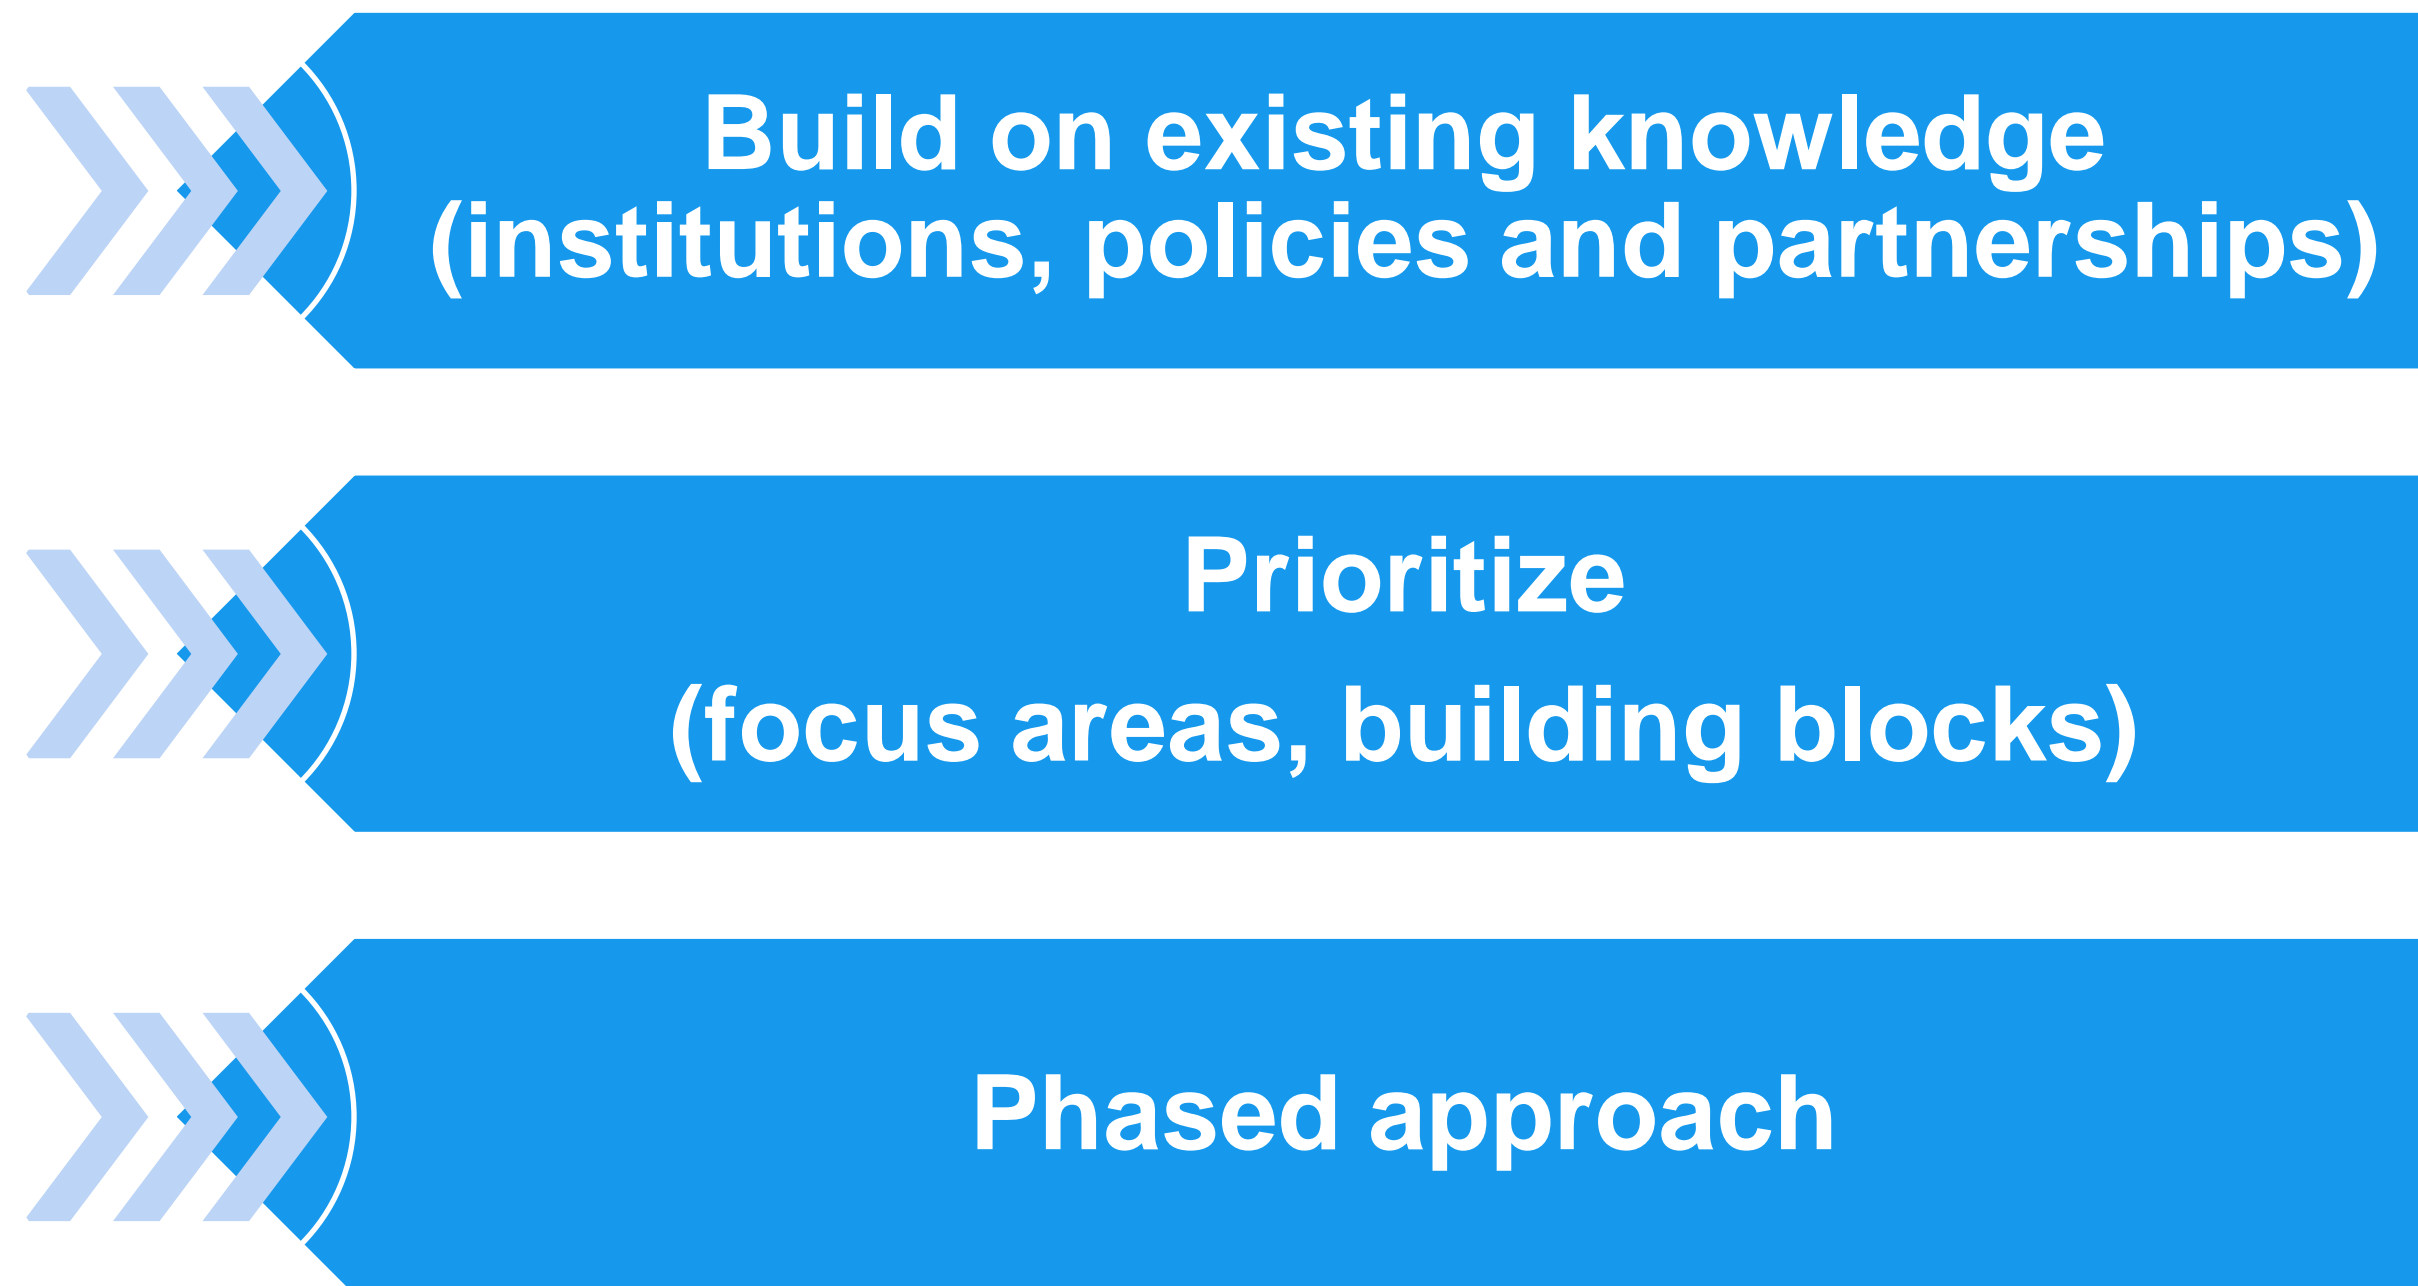 Build on existing knowledge
(institutions, policies and partnerships)
Prioritize
(focus areas, building blocks)
Phased approach